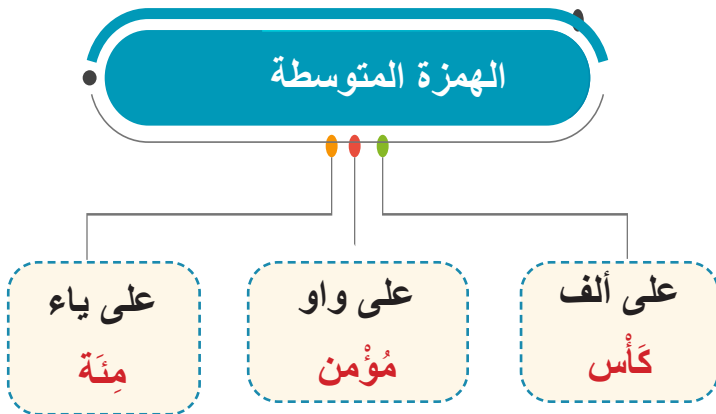 الهمزة المتوسطة
على ألف
كَأْس
على واو
مُؤْمن
على ياء
مِئَة